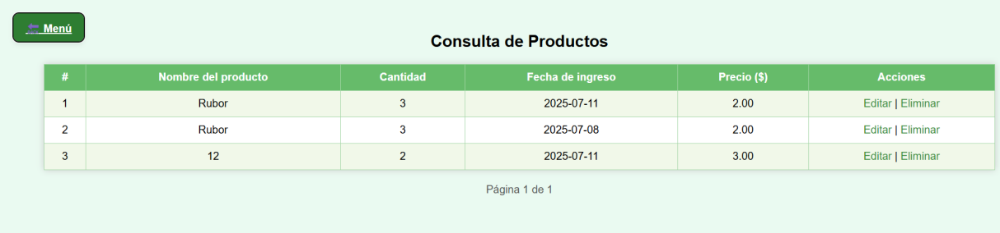 Menú
Consulta de Productos
# Nombre del producto Cantidad Fecha de ingreso Precio ($) Acciones
1 Rubor 3 2025-07-11 2.00 Editar | Eliminar
2 Rubor 3 2025-07-08 2.00 Editar | Eliminar
3 12 2 2025-07-11 3.00 Editar | Eliminar
Página 1 de 1